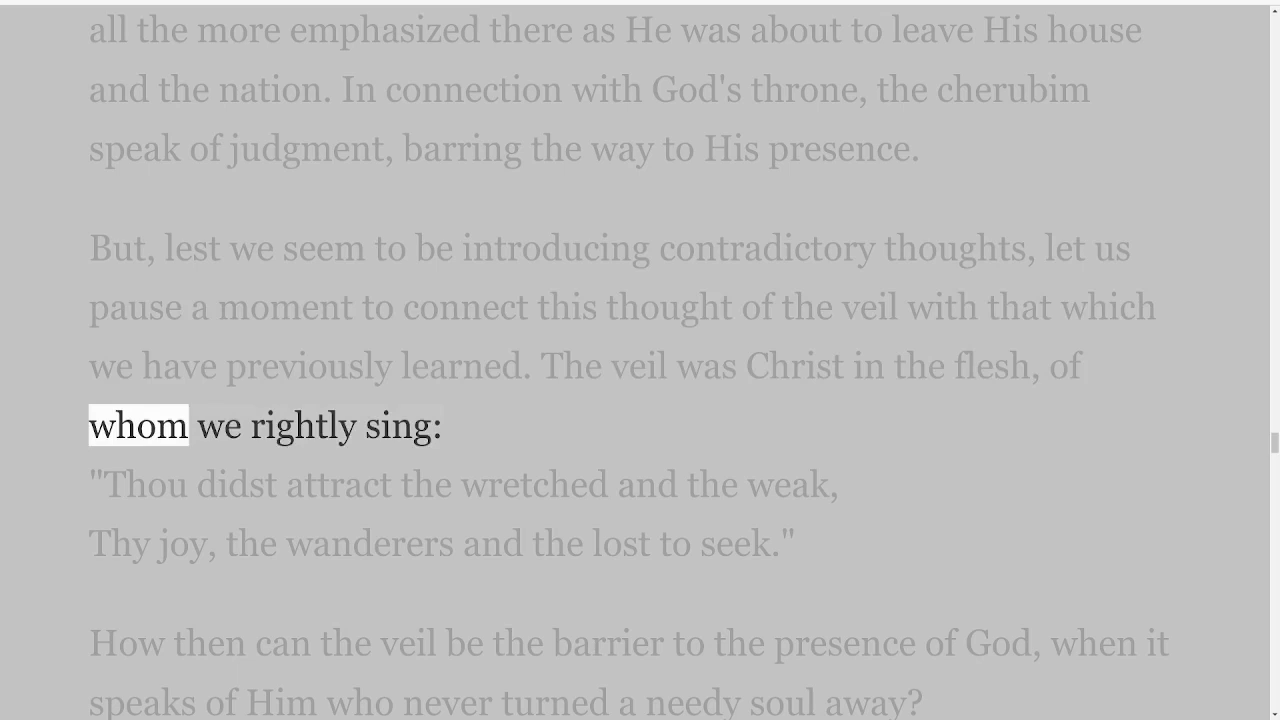 all the more emphasized there as He was about to leave His house
and the nation. In connection with God's throne, the cherubim
speak of judgment, barring the way to His presence.
But, lest we seem to be introducing contradictory thoughts, let us
pause a moment to connect this thought of the veil with that which
we have previously learned. The veil was Christ in the flesh, of
whom we rightly sing:
"Thou didst attract the wretched and the weak,
Thy joy, the wanderers and the lost to seek."
How then can the veil be the barrier to the presence of God, when it
speaks of Him who never turned a needy soul away?